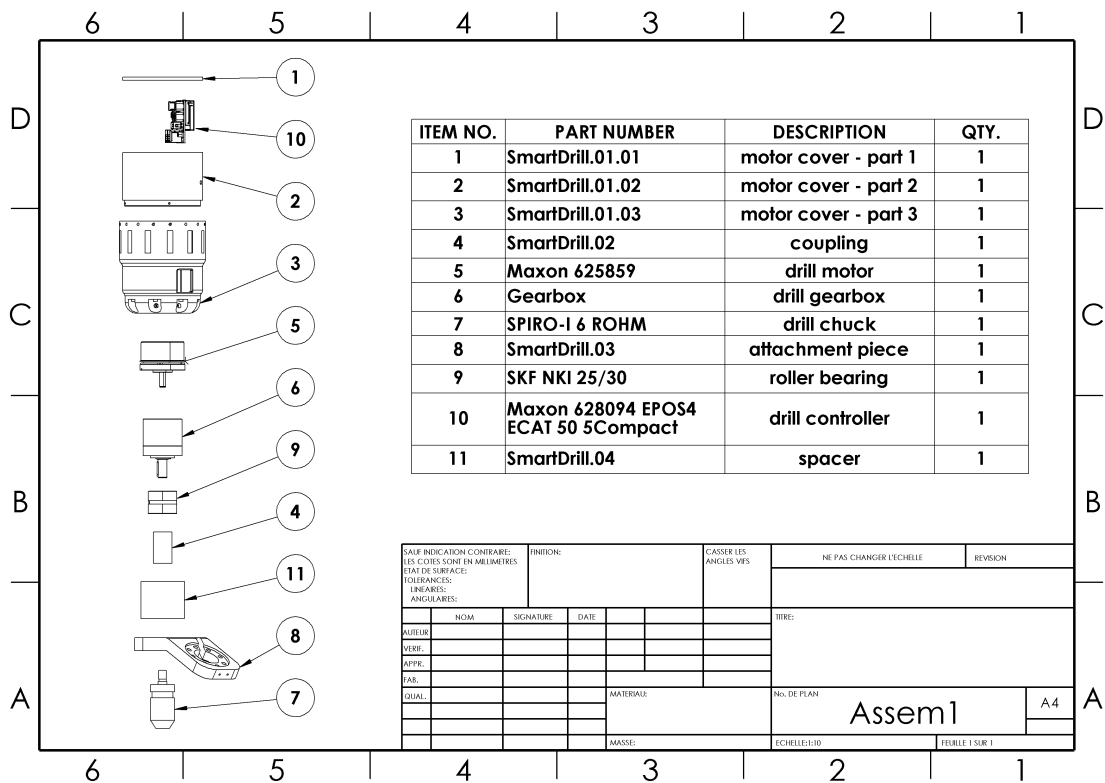 6 5 4 3 2 1
D
D
C
C
B
B
A
A
1
10
2
3
5
6
9
4
11
8
7
ITEM NO. PART NUMBER DESCRIPTION QTY.
1 SmartDrill.01.01 motor cover - part 1 1
2 SmartDrill.01.02 motor cover - part 2 1
3 SmartDrill.01.03 motor cover - part 3 1
4 SmartDrill.02 coupling 1
5 Maxon 625859 drill motor 1
6 Gearbox drill gearbox 1
7 SPIRO-I 6 ROHM drill chuck 1
8 SmartDrill.03 attachment piece 1
9 SKF NKI 25/30 roller bearing 1
10 Maxon 628094 EPOS4 drill controller 1
ECAT 50 5Compact
11 SmartDrill.04 spacer 1
SAUF INDICATION CONTRAIRE:
LES COTES SONT EN MILLIMETRES
ETAT DE SURFACE:
TOLERANCES:
LINEAIRES:
ANGULAIRES:
FINITION:
CASSER LES
ANGLES VIFS
NE PAS CHANGER L'ECHELLE
REVISION
NOM SIGNATURE DATE
AUTEUR
VERIF.
APPR.
FAB.
QUAL.
MATERIAU:
MASSE:
TITRE:
No. DE PLAN
Assem1
A4
ECHELLE:1:10
FEUILLE 1 SUR 1
6 5 4 3 2 1